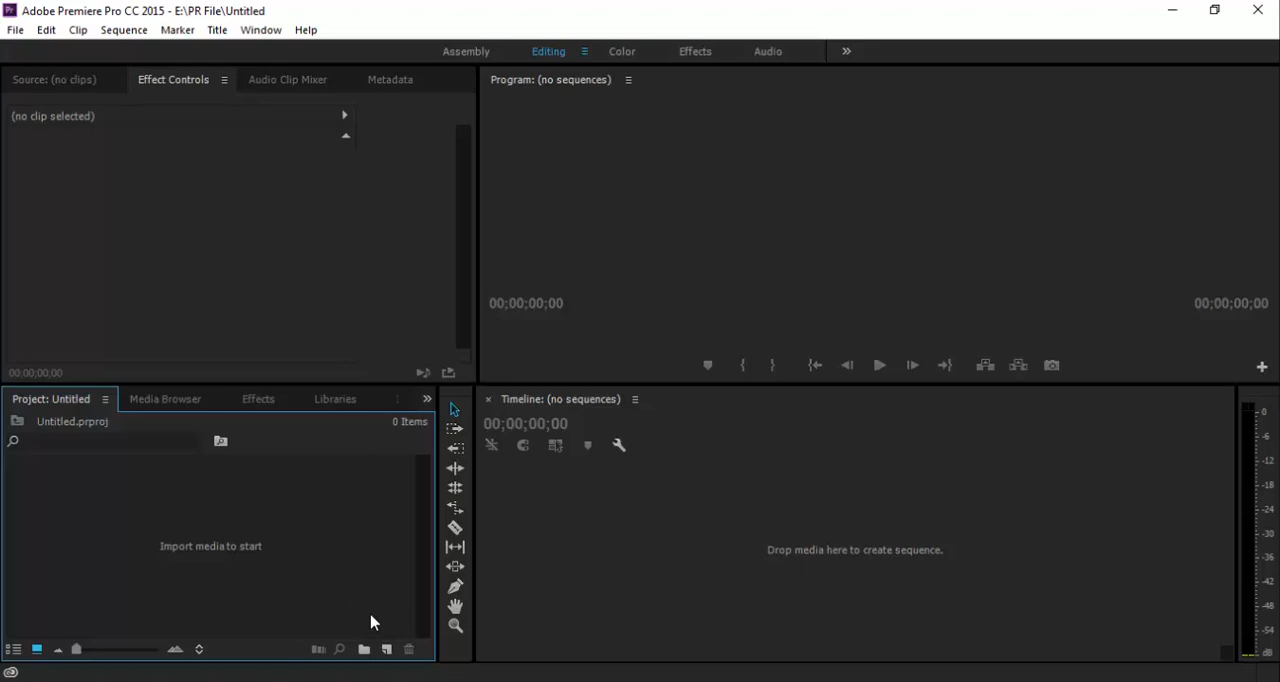 Pr Adobe Premiere Pro CC 2015 - E:\PR File\Untitled
File Edit Clip Sequence Marker Title Window Help
Assembly Editing Color Effects Audio
Source: (no clips) Effect Controls Audio Clip Mixer Metadata
Program: (no sequences)
(no clip selected)
00;00;00;00 00;00;00;00
00;00;00;00
Project: Untitled Media Browser Effects Libraries
Timeline: (no sequences)
Untitled.prproj 0 Items
00;00;00;00
Import media to start
Drop media here to create sequence.
0
-6
-12
-18
-24
-30
-36
-42
-48
-54
dB